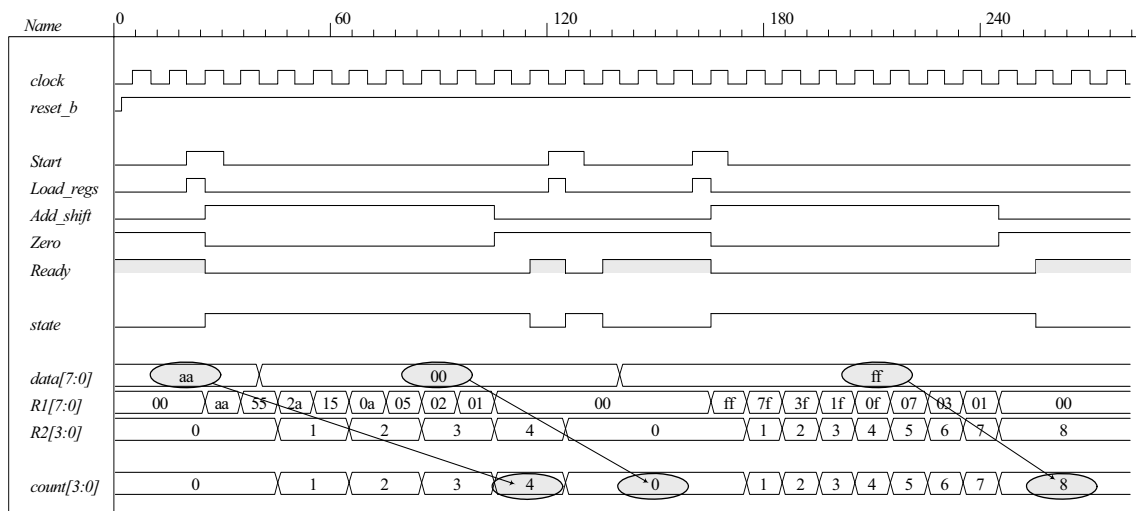 Name 0 60 120 180 240
clock
reset_b
Start
Load_regs
Add_shift
Zero
Ready
state
data[7:0] aa 00 ff
R1[7:0] 00 aa 55 2a 15 0a 05 02 01 00 ff 7f 3f 1f 0f 07 03 01 00
R2[3:0] 0 1 2 3 4 0 1 2 3 4 5 6 7 8
count[3:0] 0 1 2 3 4 0 1 2 3 4 5 6 7 8